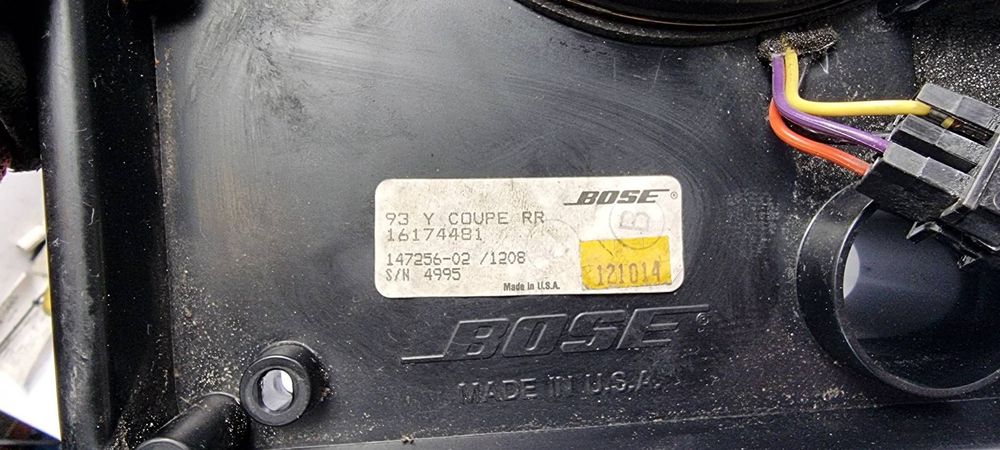 BOSE®
93 Y COUPE RR
16174481
B
147256-02 /1208
S/N 4995
121014
Made in U.S.A.
BOSE®
MADE IN U.S.A.